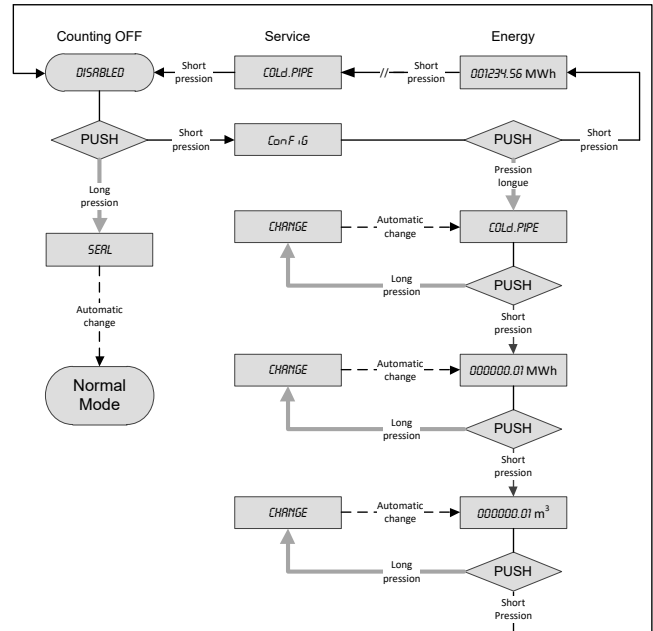 Counting OFF
Service
Energy
DISABLED
Short
pression
COLd.PIPE
//
Short
pression
001234.56 MWh
PUSH
Short
pression
ConFiG
PUSH
Short
pression
Long
pression
Pression
longue
SEAL
CHANGE
Automatic
change
COLd.PIPE
Long
pression
PUSH
Automatic
change
Short
pression
Normal
Mode
CHANGE
Automatic
change
000000.01 MWh
Long
pression
PUSH
Short
pression
CHANGE
Automatic
change
000000.01 m³
Long
pression
PUSH
Short
Pression